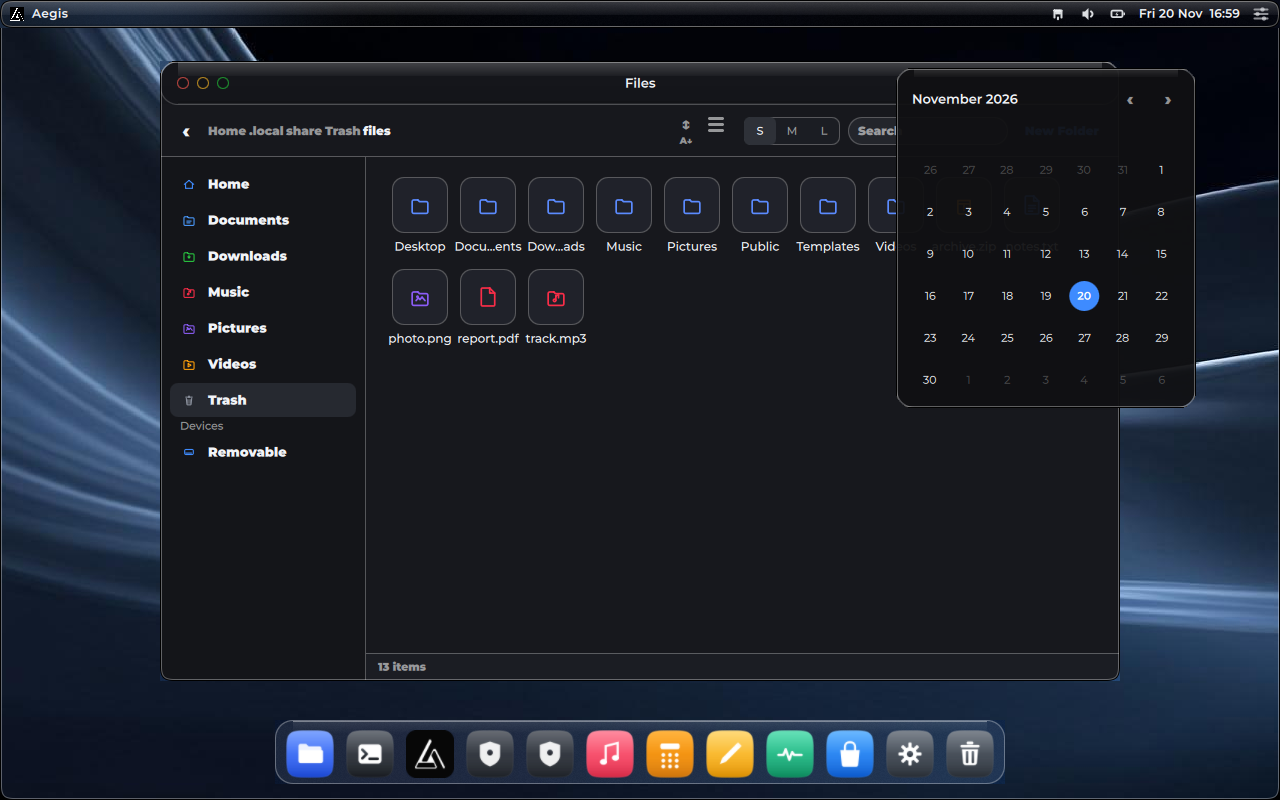 Aegis
Fri 20 Nov 16:59
Files
November 2026
Home .local share Trash files
A
S M L
Search
New Folder
26 27 28 29 30 31 1
2 3 4 5 6 7 8
9 10 11 12 13 14 15
16 17 18 19 20 21 22
23 24 25 26 27 28 29
30 1 2 3 4 5 6
Home
Documents
Downloads
Music
Pictures
Videos
Trash
Devices
Removable
Desktop Docu...ents Dow...ads Music Pictures Public Templates Videos archive.zip notes.txt
photo.png report.pdf track.mp3
13 items